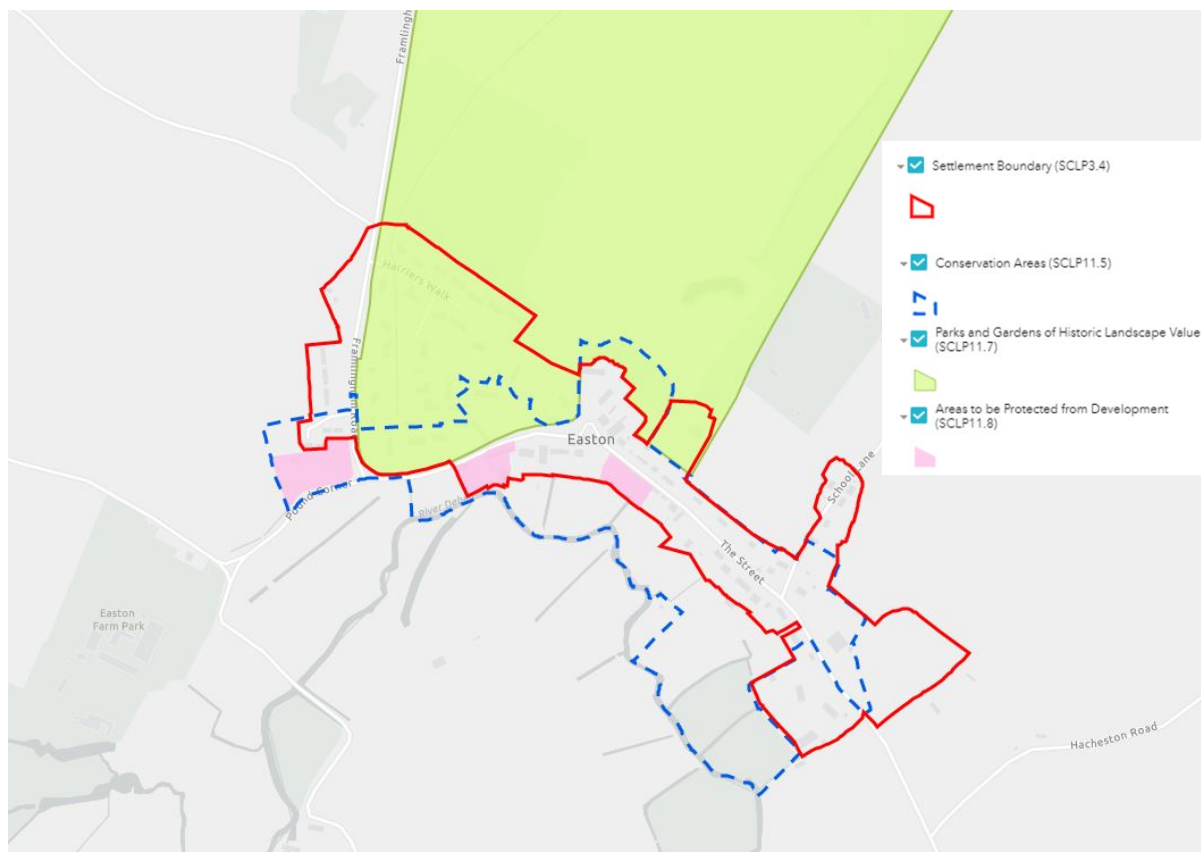 Framlingh
Settlement Boundary (SCLP3.4)
Conservation Areas (SCLP11.5)
Parks and Gardens of Historic Landscape Value
(SCLP11.7)
Areas to be Protected from Development
(SCLP11.8)
Harriers Walk
Framlingham Road
Easton
School Lane
Pound Corner
River Deben
The Street
Easton
Farm Park
Hacheston Road